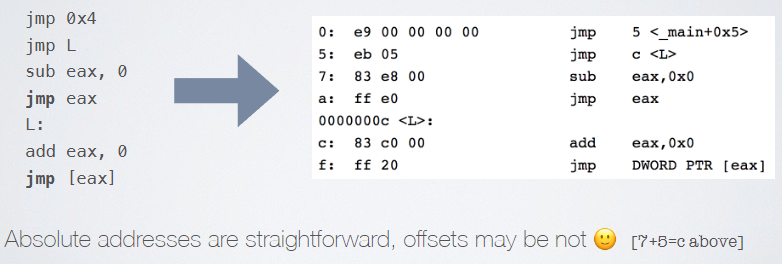 jmp 0x4
jmp L
sub eax, 0
jmp eax
L:
add eax, 0
jmp [eax]
0: e9 00 00 00 00 jmp 5 <_main+0x5>
5: eb 05 jmp c <L>
7: 83 e8 00 sub eax,0x0
a: ff e0 jmp eax
0000000c <L>:
c: 83 c0 00 add eax,0x0
f: ff 20 jmp DWORD PTR [eax]
Absolute addresses are straightforward, offsets may be not 🙂 [7+5=c above]